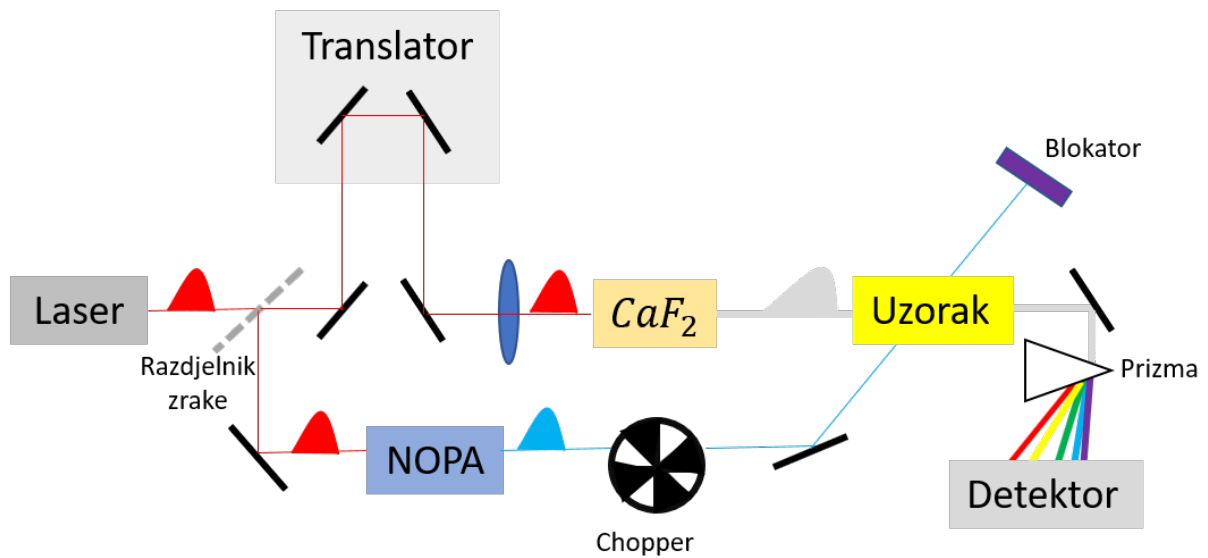 Translator
Blokator
Laser
CaF₂
Uzorak
Razdjelnik
zrake
Prizma
NOPA
Detektor
Chopper